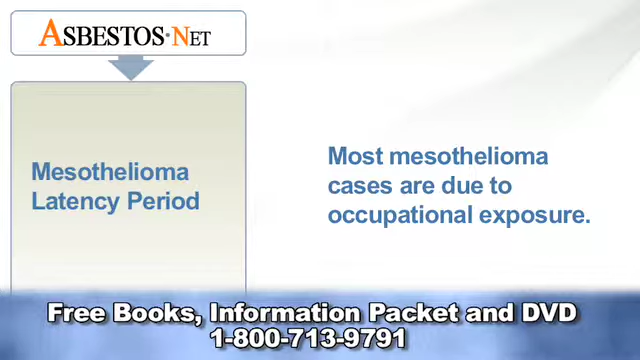 ASBESTOS·NET
Mesothelioma
Latency Period
Most mesothelioma
cases are due to
occupational exposure.
Free Books, Information Packet and DVD
1-800-713-9791